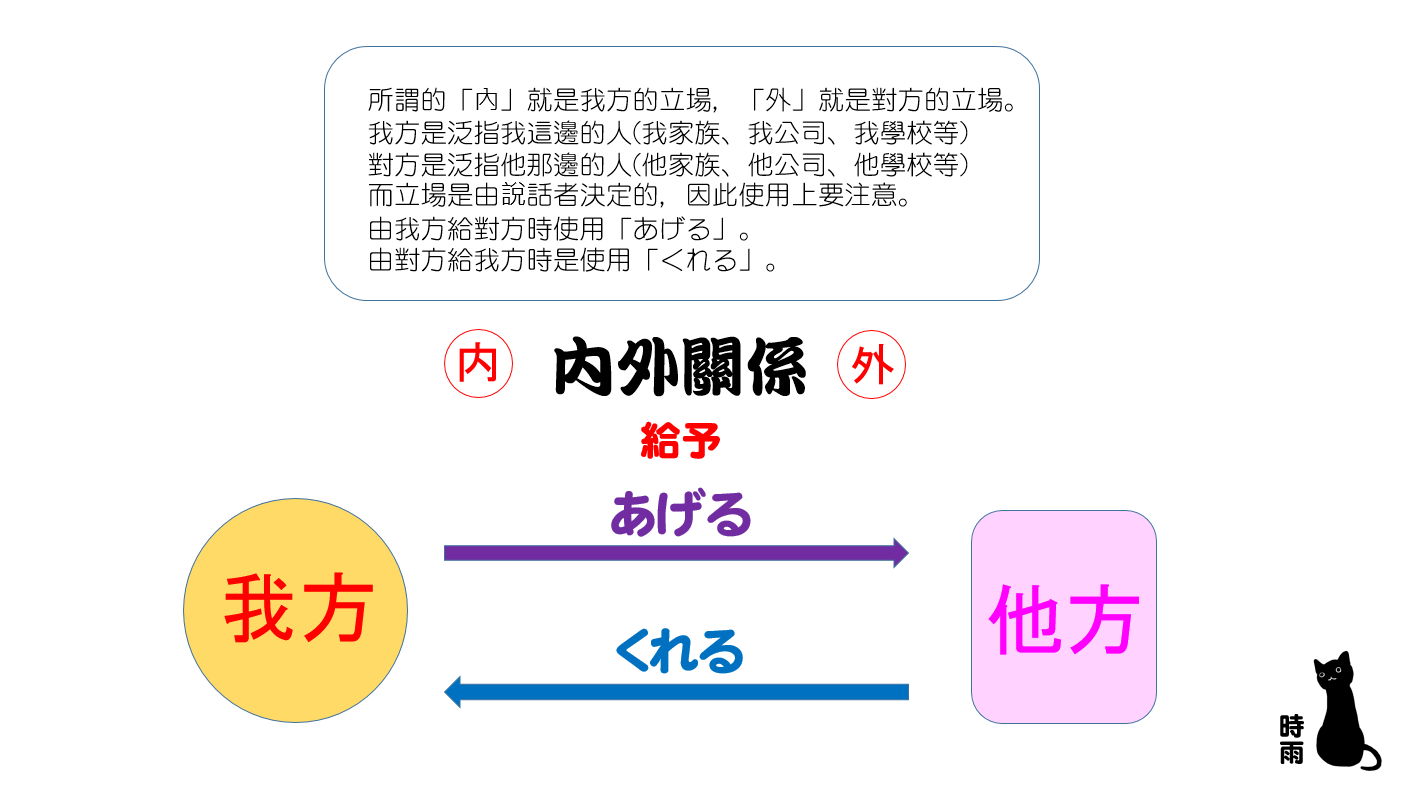 所謂的「內」就是我方的立場，「外」就是對方的立場。
我方是泛指我這邊的人(我家族、我公司、我學校等)
對方是泛指他那邊的人(他家族、他公司、他學校等)
而立場是由說話者決定的，因此使用上要注意。
由我方給對方時使用「あげる」。
由對方給我方時是使用「くれる」。
内 内外關係 外
給予
あげる
我方
他方
くれる
時雨